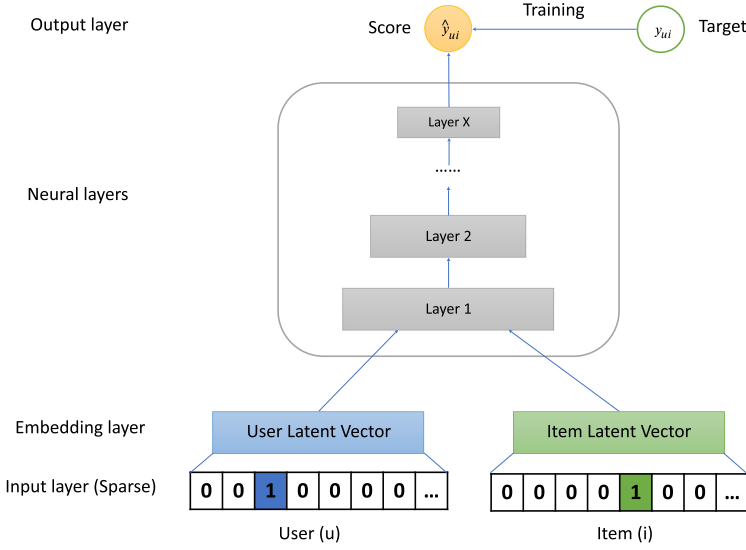 Output layer
Score
ŷui
Training
yui
Target
Layer X
......
Neural layers
Layer 2
Layer 1
Embedding layer
User Latent Vector
Item Latent Vector
Input layer (Sparse)
0 0 1 0 0 0 0 ...
0 0 0 0 1 0 0 ...
User (u)
Item (i)